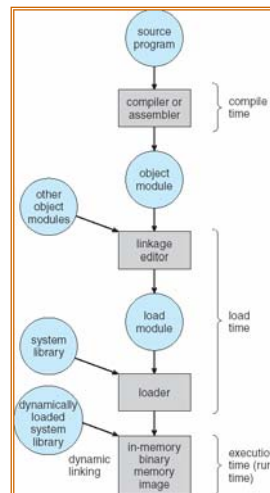 source
program
compiler or
assembler
compile
time
object
module
other
object
modules
linkage
editor
load
module
load
time
system
library
loader
dynamically
loaded
system
library
dynamic
linking
in-memory
binary
memory
image
executio
time (run
time)